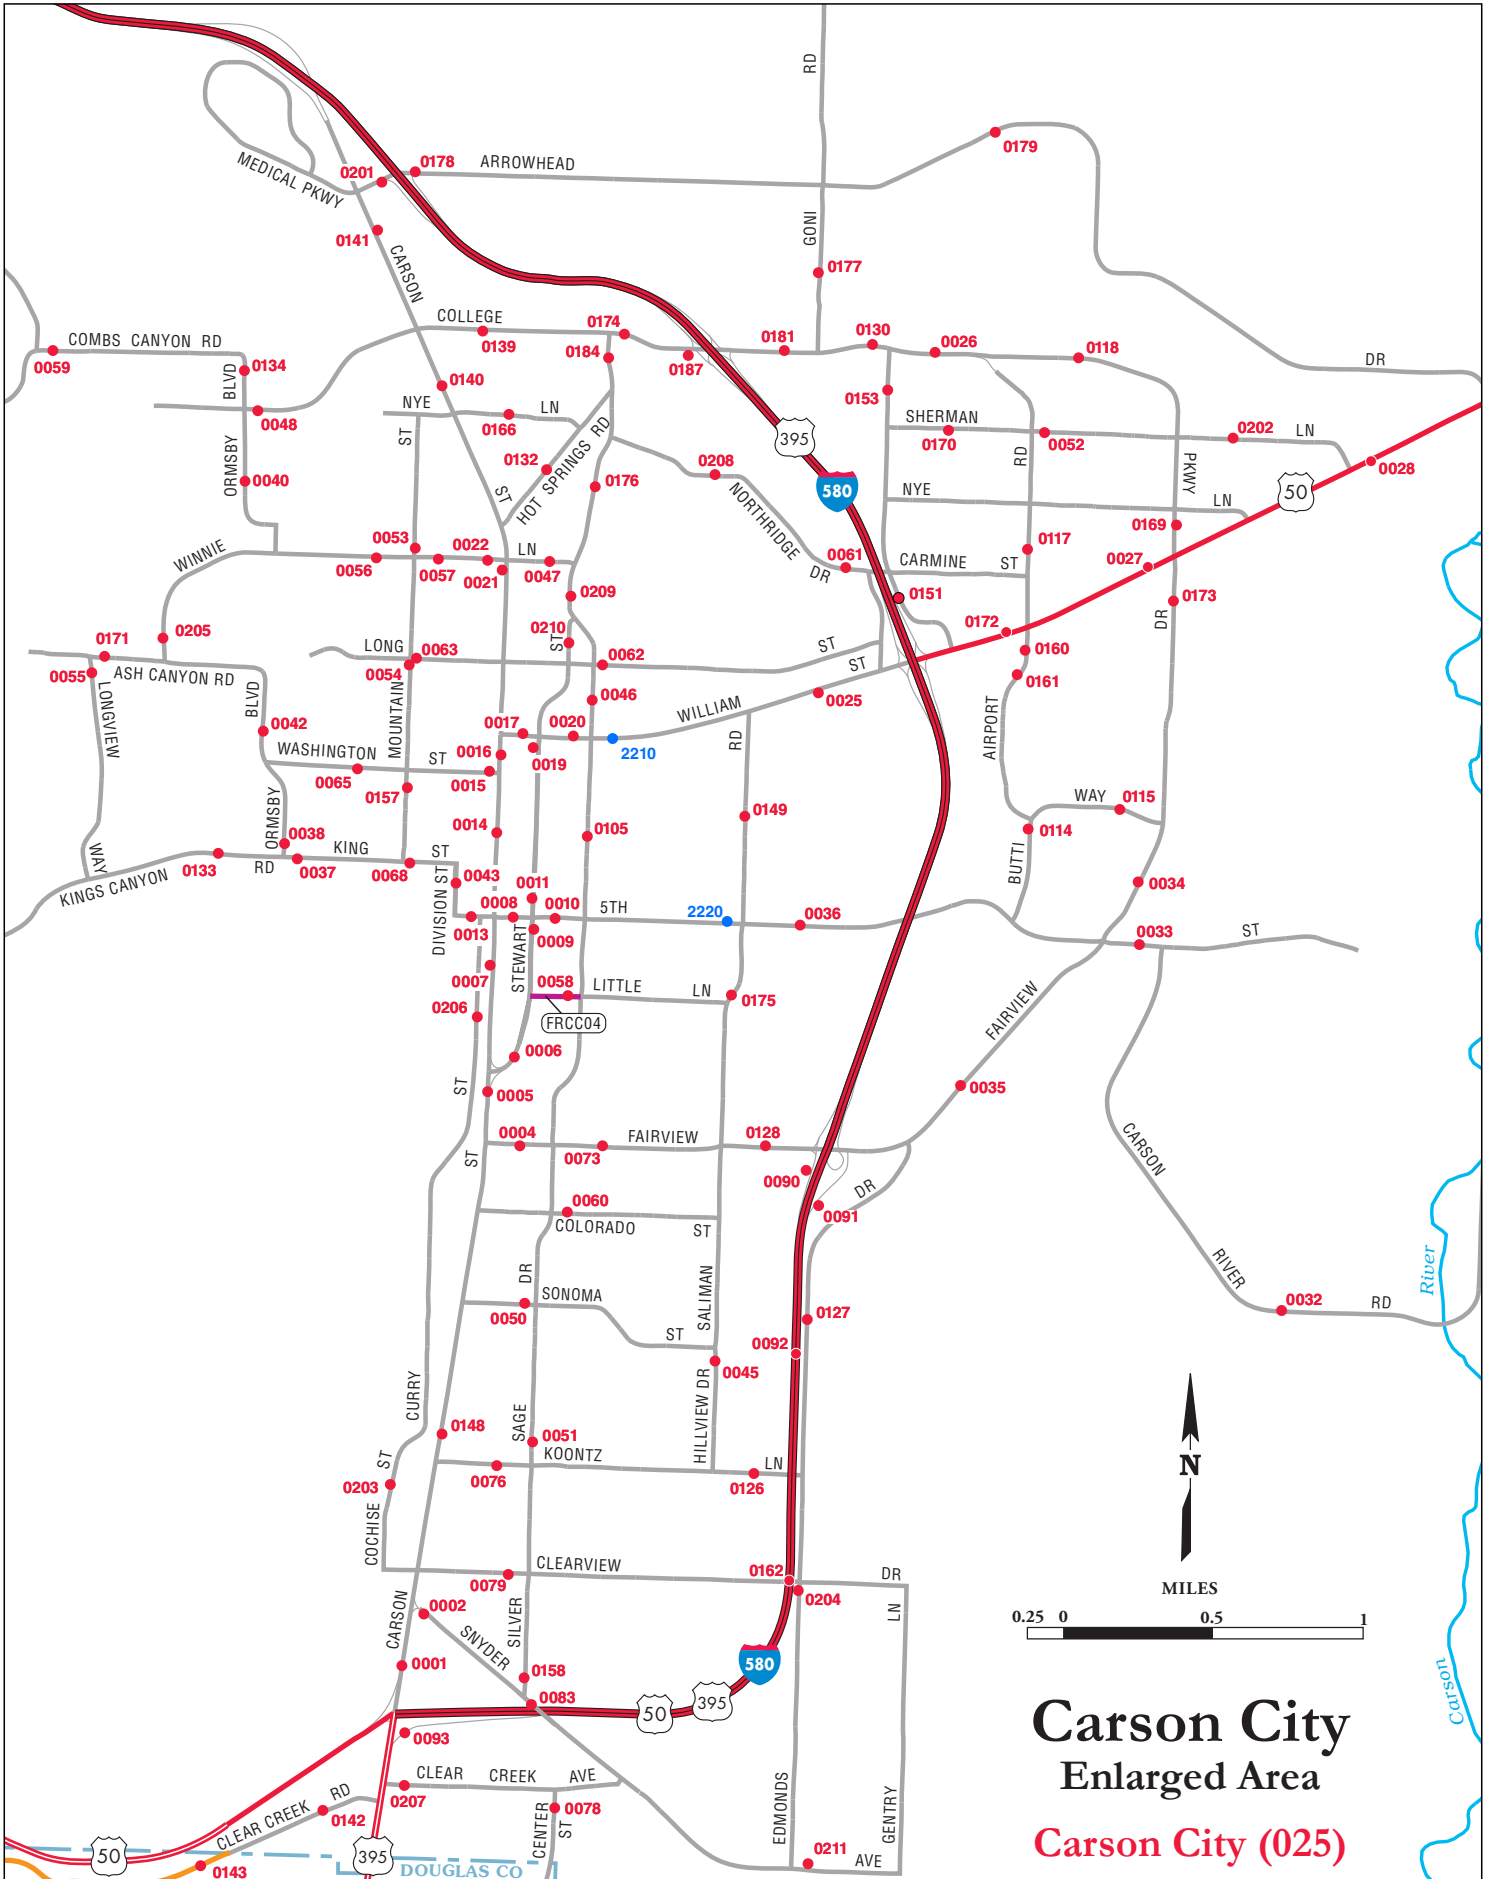 RD
0179
0178
ARROWHEAD
0201
MEDICAL PKWY
GONI
0141
CARSON
0177
COLLEGE
0174
0181
0130
0026
0118
COMBS CANYON RD
0139
0184
0187
DR
0059
0134
BLVD
0140
0153
NYE
LN
SHERMAN
0202
LN
0048
0166
0170
0052
ST
395
RD
ORMSBY
0132
HOT SPRINGS RD
0208
0028
0040
ST
0176
580
NYE
PKWY
LN
50
NORTHRIDGE
DR
0169
WINNIE
0053
0022
LN
0117
0061
CARMINE
ST
0027
0056
0057
0021
0047
0209
0151
0173
0172
DR
0205
0210
ST
0171
LONG
0063
ST
0160
0055
ASH CANYON RD
0054
0062
ST
0161
LONGVIEW
BLVD
MOUNTAIN
0046
0025
WILLIAM
0042
0017
0020
AIRPORT
WASHINGTON
ST
0016
2210
RD
0019
0065
0015
0157
WAY
0115
ORMSBY
0149
0014
0105
0038
0114
KING
ST
WAY
0133
RD
0037
0068
BUTTI
KINGS CANYON
0043
0034
DIVISION ST
0011
0008
0010
5TH
2220
0036
0013
0009
0033
ST
STEWART
0007
0058
LITTLE
LN
0175
0206
FRCC04
FAIRVIEW
0006
ST
0005
0035
0004
FAIRVIEW
0128
0073
ST
CARSON
0090
DR
0060
0091
COLORADO
ST
DR
RIVER
River
SONOMA
SALIMAN
0032
RD
0050
0127
ST
0092
0045
CURRY
HILLVIEW DR
0148
SAGE
0051
KOONTZ
LN
ST
0076
0126
0203
N
COCHISE
CLEARVIEW
0162
DR
0079
0204
MILES
0002
LN
0.25 0 0.5 1
CARSON
SNYDER
SILVER
580
0001
0158
0083
395
50
Carson
0093
Carson City
Enlarged Area
CLEAR CREEK AVE
EDMONDS
GENTRY
RD
0207
0078
CLEAR CREEK
0142
CENTER
ST
Carson City (025)
50
395
0211
AVE
0143
DOUGLAS CO